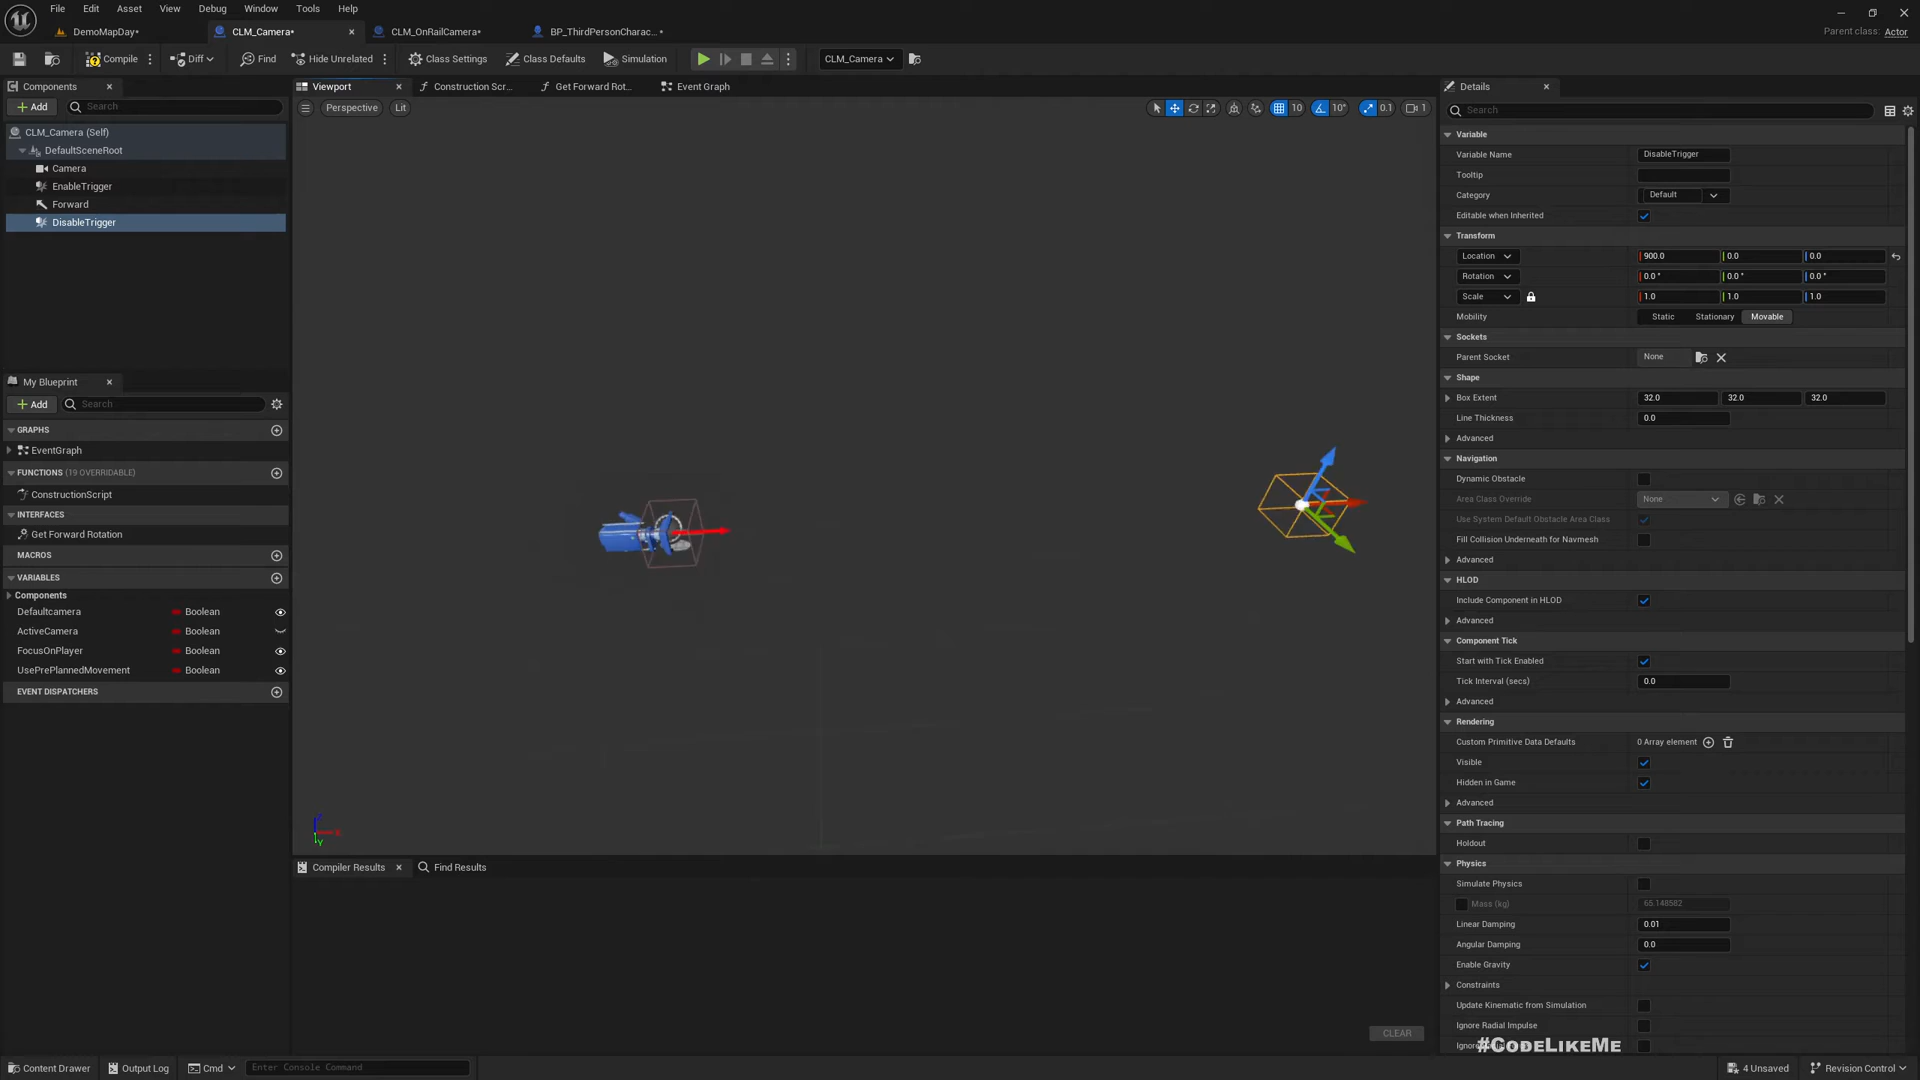 File Edit Asset View Debug Window Tools Help
DemoMapDay* CLM_Camera* CLM_OnRailCamera* BP_ThirdPersonCharac...*
Parent class: Actor
Compile Diff Find Hide Unrelated Class Settings Class Defaults Simulation CLM_Camera
Components
Viewport Construction Scr... Get Forward Rot... Event Graph
Details
Add Search
Perspective Lit
10 10° 0.1 1
Search
CLM_Camera (Self)
DefaultSceneRoot
Camera
EnableTrigger
Forward
DisableTrigger
My Blueprint
Add Search
GRAPHS
EventGraph
FUNCTIONS (19 OVERRIDABLE)
ConstructionScript
INTERFACES
Get Forward Rotation
MACROS
VARIABLES
Components
Defaultcamera Boolean
ActiveCamera Boolean
FocusOnPlayer Boolean
UsePrePlannedMovement Boolean
EVENT DISPATCHERS
Z
X
Y
Compiler Results Find Results
CLEAR
Variable
Variable Name DisableTrigger
Tooltip
Category Default
Editable when Inherited
Transform
Location 900.0 0.0 0.0
Rotation 0.0 ° 0.0 ° 0.0 °
Scale 1.0 1.0 1.0
Mobility Static Stationary Movable
Sockets
Parent Socket None
Shape
Box Extent 32.0 32.0 32.0
Line Thickness 0.0
Advanced
Navigation
Dynamic Obstacle
Area Class Override None
Use System Default Obstacle Area Class
Fill Collision Underneath for Navmesh
Advanced
HLOD
Include Component in HLOD
Advanced
Component Tick
Start with Tick Enabled
Tick Interval (secs) 0.0
Advanced
Rendering
Custom Primitive Data Defaults 0 Array element
Visible
Hidden in Game
Advanced
Path Tracing
Holdout
Physics
Simulate Physics
Mass (kg) 65.148582
Linear Damping 0.01
Angular Damping 0.0
Enable Gravity
Constraints
Update Kinematic from Simulation
Ignore Radial Impulse
#CODELIKEME
Content Drawer Output Log Cmd Enter Console Command
4 Unsaved Revision Control